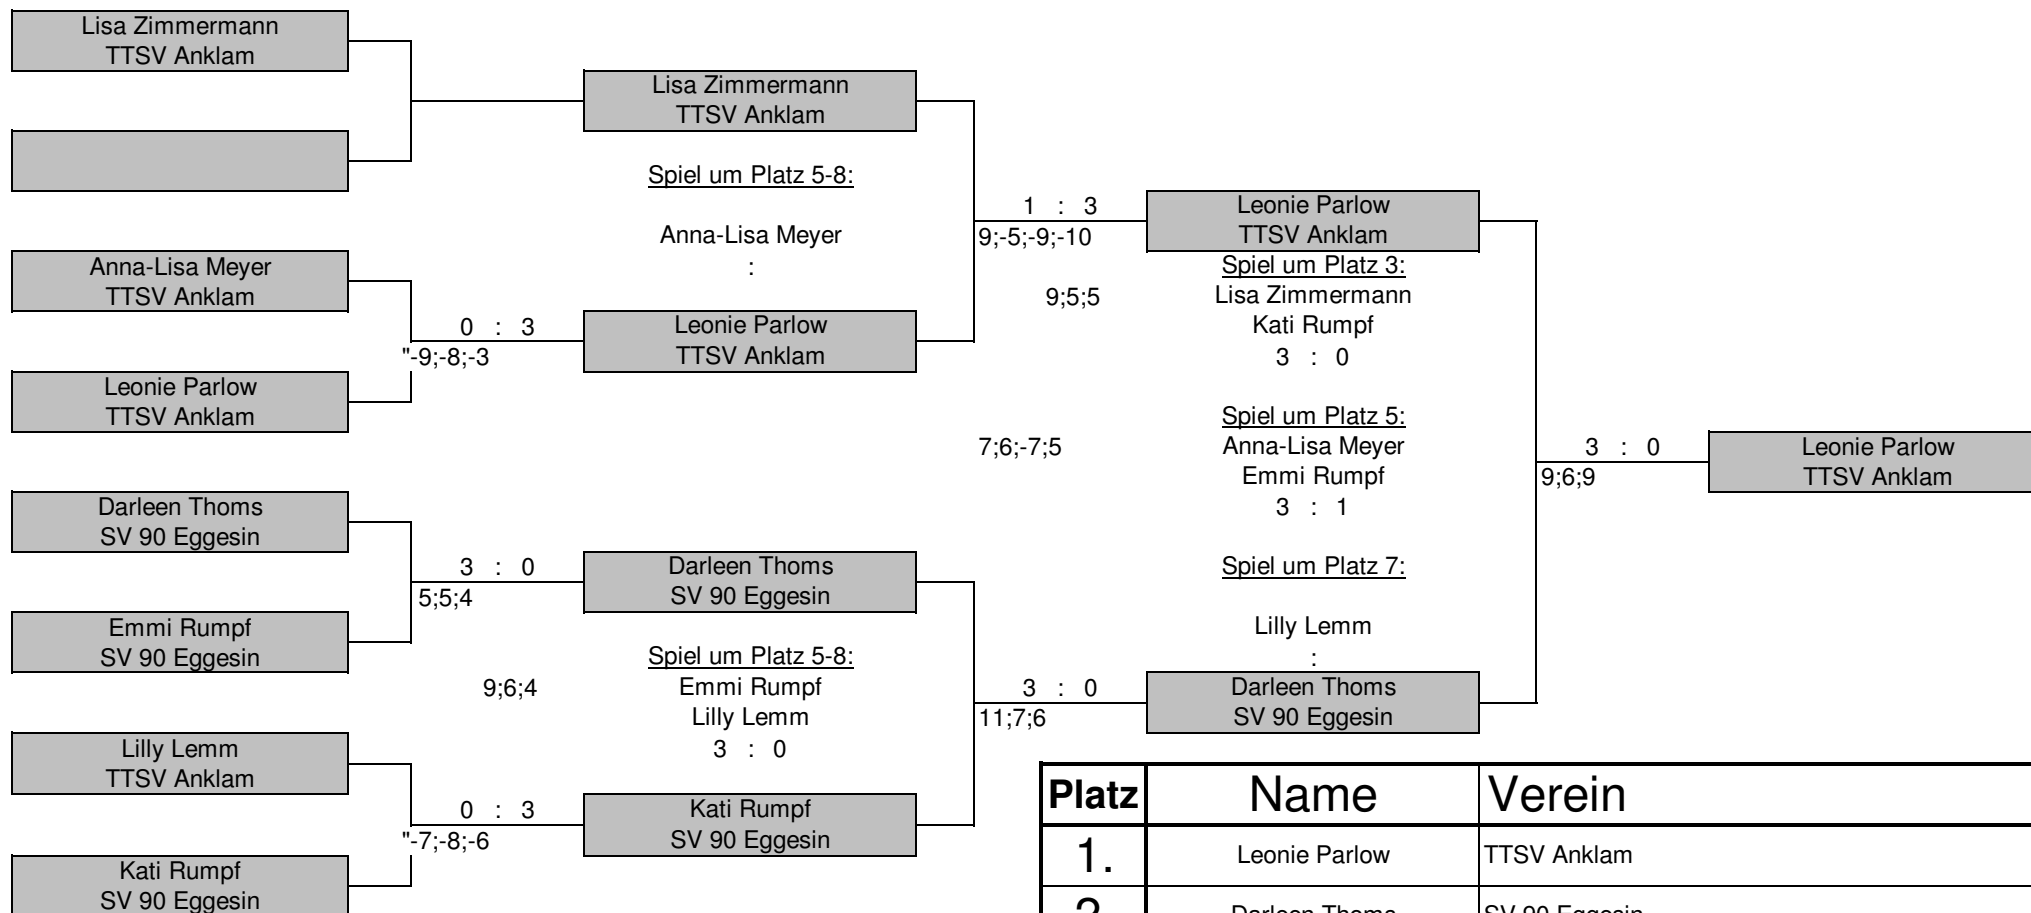 Lisa Zimmermann
TTSV Anklam
Anna-Lisa Meyer
TTSV Anklam
Leonie Parlow
TTSV Anklam
Darleen Thoms
SV 90 Eggesin
Emmi Rumpf
SV 90 Eggesin
Lilly Lemm
TTSV Anklam
Kati Rumpf
SV 90 Eggesin
0 : 3
"-9;-8;-3
3 : 0
5;5;4
9;6;4
0 : 3
"-7;-8;-6
Lisa Zimmermann
TTSV Anklam
Spiel um Platz 5-8:
Anna-Lisa Meyer
:
Leonie Parlow
TTSV Anklam
Darleen Thoms
SV 90 Eggesin
Spiel um Platz 5-8:
Emmi Rumpf
Lilly Lemm
3 : 0
Kati Rumpf
SV 90 Eggesin
1 : 3
9;-5;-9;-10
9;5;5
7;6;-7;5
3 : 0
11;7;6
Leonie Parlow
TTSV Anklam
Spiel um Platz 3:
Lisa Zimmermann
Kati Rumpf
3 : 0
Spiel um Platz 5:
Anna-Lisa Meyer
Emmi Rumpf
3 : 1
Spiel um Platz 7:
Lilly Lemm
:
Darleen Thoms
SV 90 Eggesin
3 : 0
9;6;9
Leonie Parlow
TTSV Anklam
Platz Name Verein
1. Leonie Parlow TTSV Anklam
2. Darleen Thoms SV 90 Eggesin